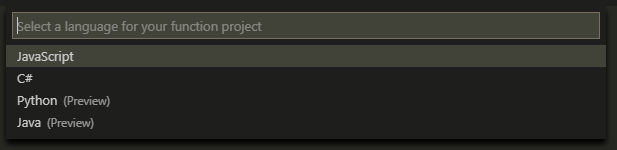 Select a language for your function project
JavaScript
C#
Python (Preview)
Java (Preview)